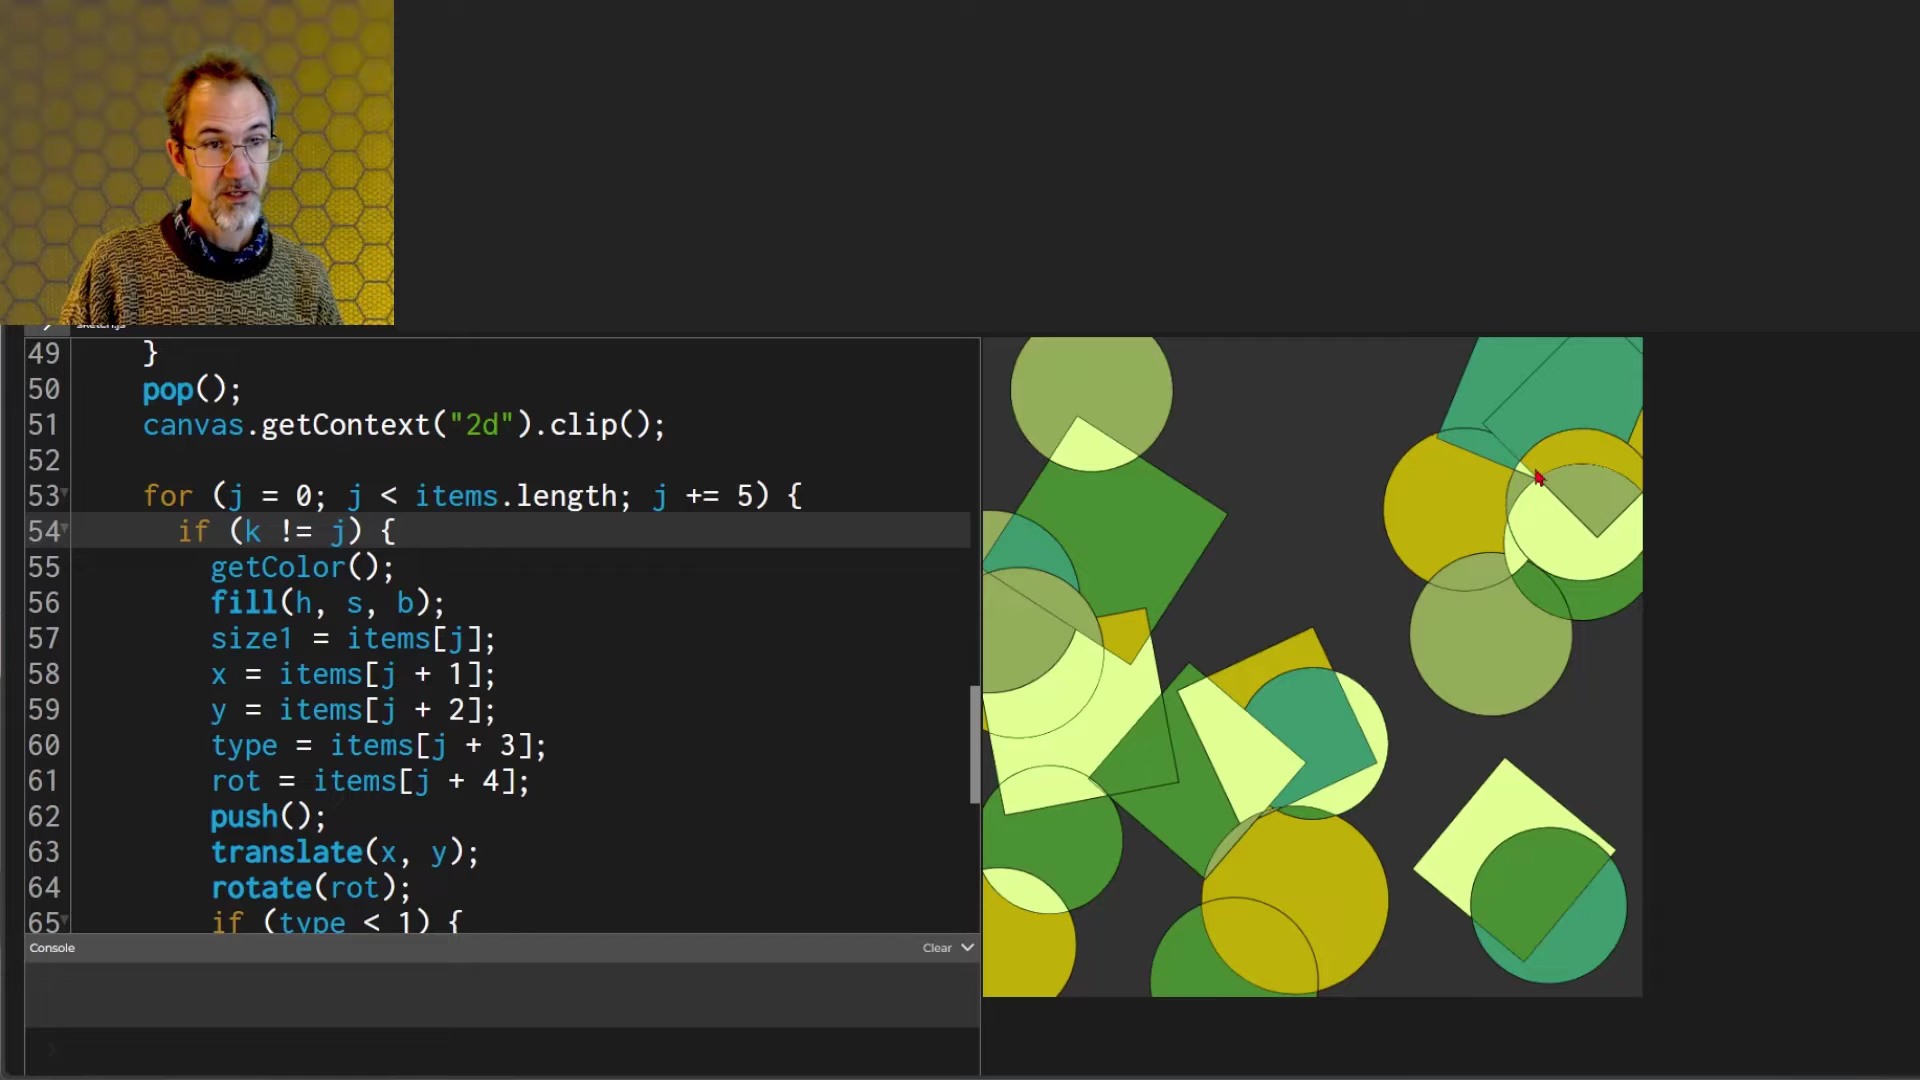 49 }
50 pop();
51 canvas.getContext("2d").clip();
52
53 for (j = 0; j < items.length; j += 5) {
54 if (k != j) {
55 getColor();
56 fill(h, s, b);
57 size1 = items[j];
58 x = items[j + 1];
59 y = items[j + 2];
60 type = items[j + 3];
61 rot = items[j + 4];
62 push();
63 translate(x, y);
64 rotate(rot);
65 if (type < 1) {
Console
Clear